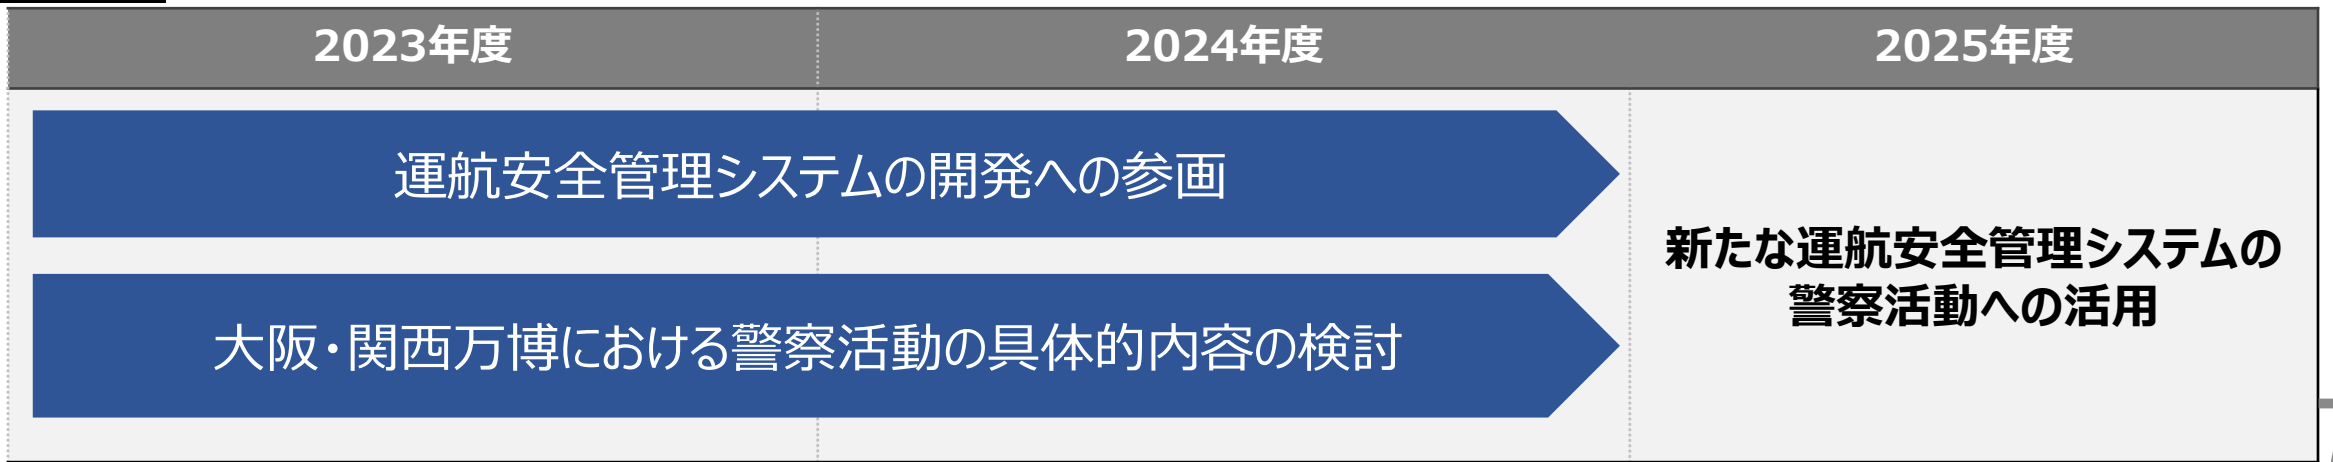 2023年度
2024年度
2025年度
運航安全管理システムの開発への参画
大阪・関西万博における警察活動の具体的内容の検討
新たな運航安全管理システムの
警察活動への活用